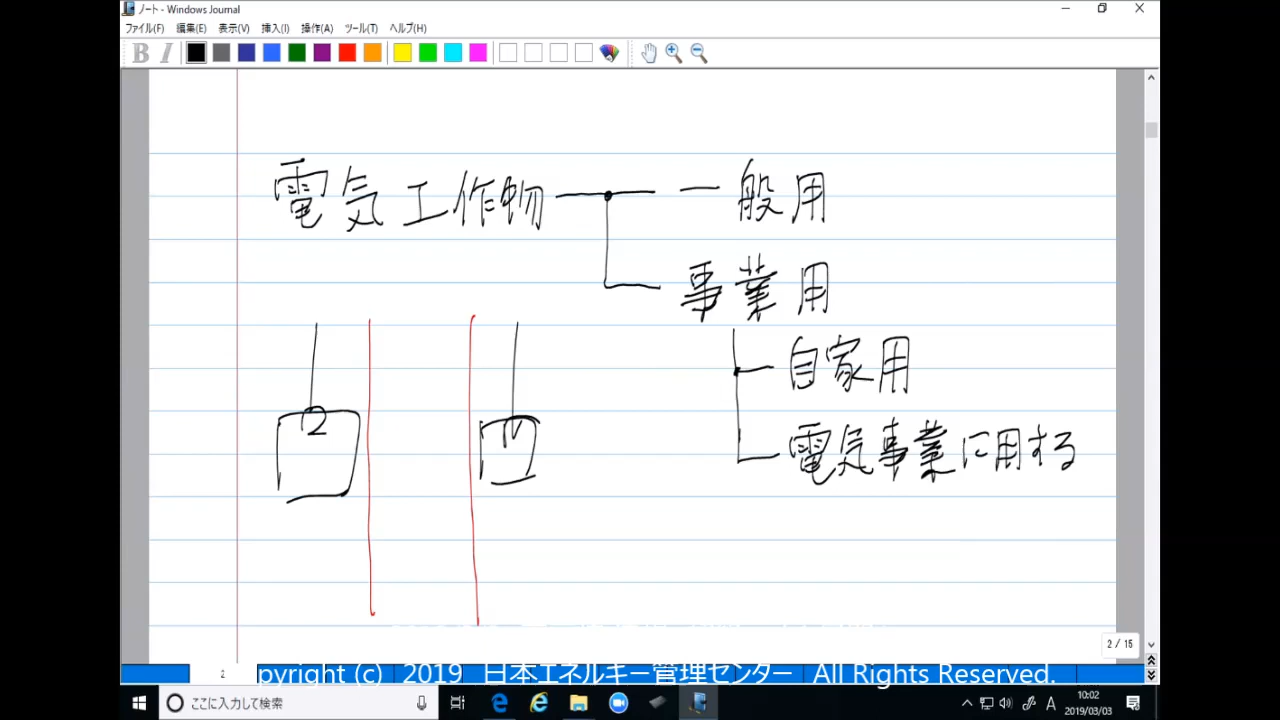 ノート - Windows Journal
ファイル(F) 編集(E) 表示(V) 挿入(I) 操作(A) ツール(T) ヘルプ(H)
B I
電気工作物 一般用
事業用
自家用
電気事業に用する
2 / 15
2
pyright (c) 2019 日本エネルギー管理センター All Rights Reserved.
ここに入力して検索
A 10:02
2019/03/03